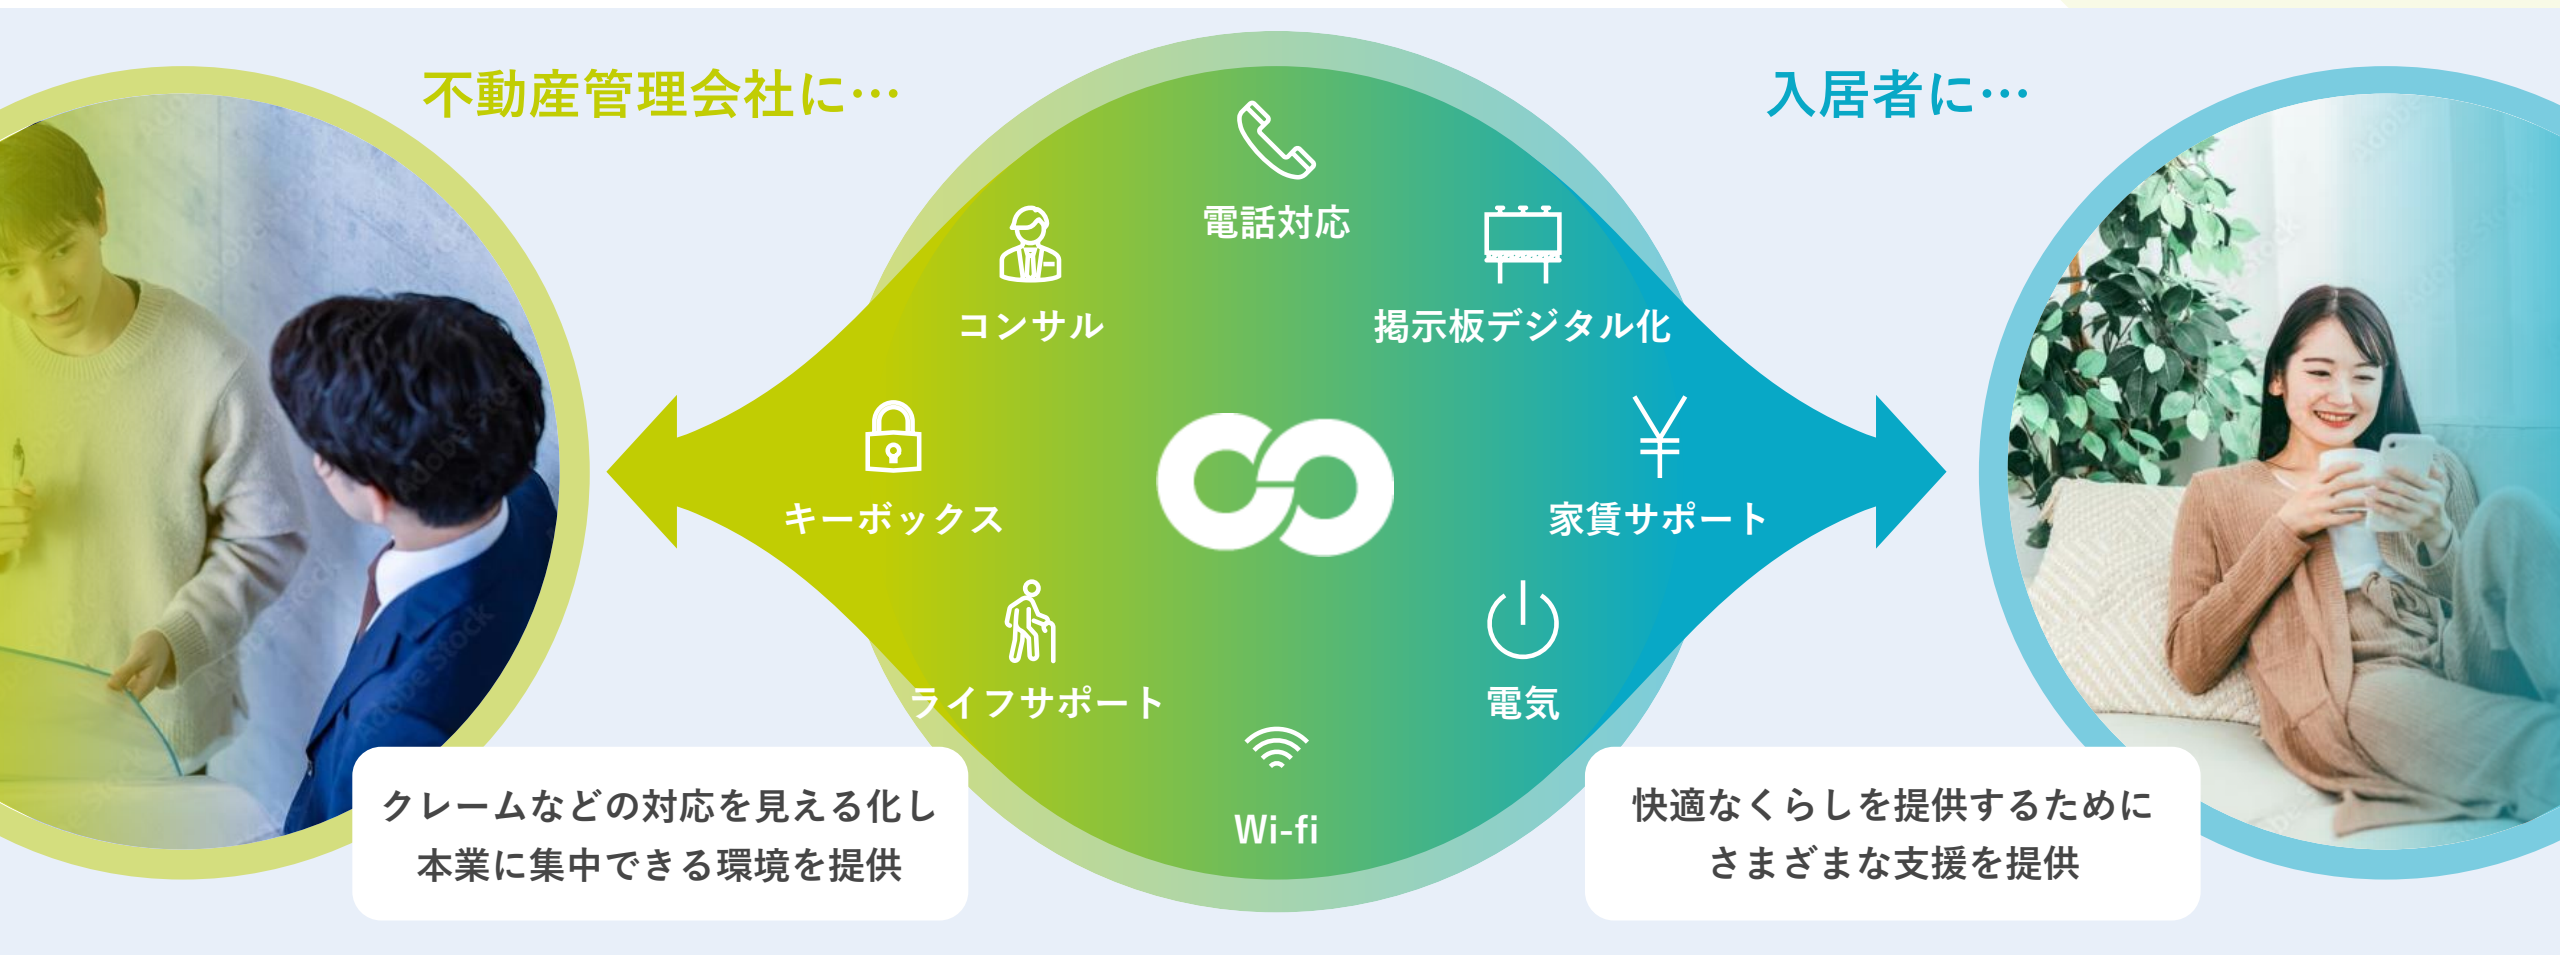 不動産管理会社に…
入居者に…
電話対応
コンサル
掲示板デジタル化
キーボックス
家賃サポート
ライフサポート
電気
Wi-fi
クレームなどの対応を見える化し
本業に集中できる環境を提供
快適なくらしを提供するために
さまざまな支援を提供